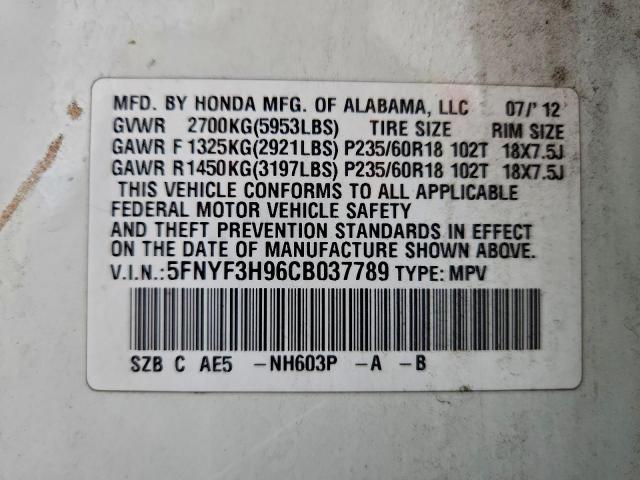 MFD. BY HONDA MFG. OF ALABAMA, LLC 07/'12
GVWR 2700KG(5953LBS) TIRE SIZE RIM SIZE
GAWR F 1325KG(2921LBS) P235/60R18 102T 18X7.5J
GAWR R1450KG(3197LBS) P235/60R18 102T 18X7.5J
THIS VEHICLE CONFORMS TO ALL APPLICABLE
FEDERAL MOTOR VEHICLE SAFETY
AND THEFT PREVENTION STANDARDS IN EFFECT
ON THE DATE OF MANUFACTURE SHOWN ABOVE.
V.I.N.: 5FNYF3H96CB037789 TYPE: MPV
SZB C AE5 -NH603P -A -B